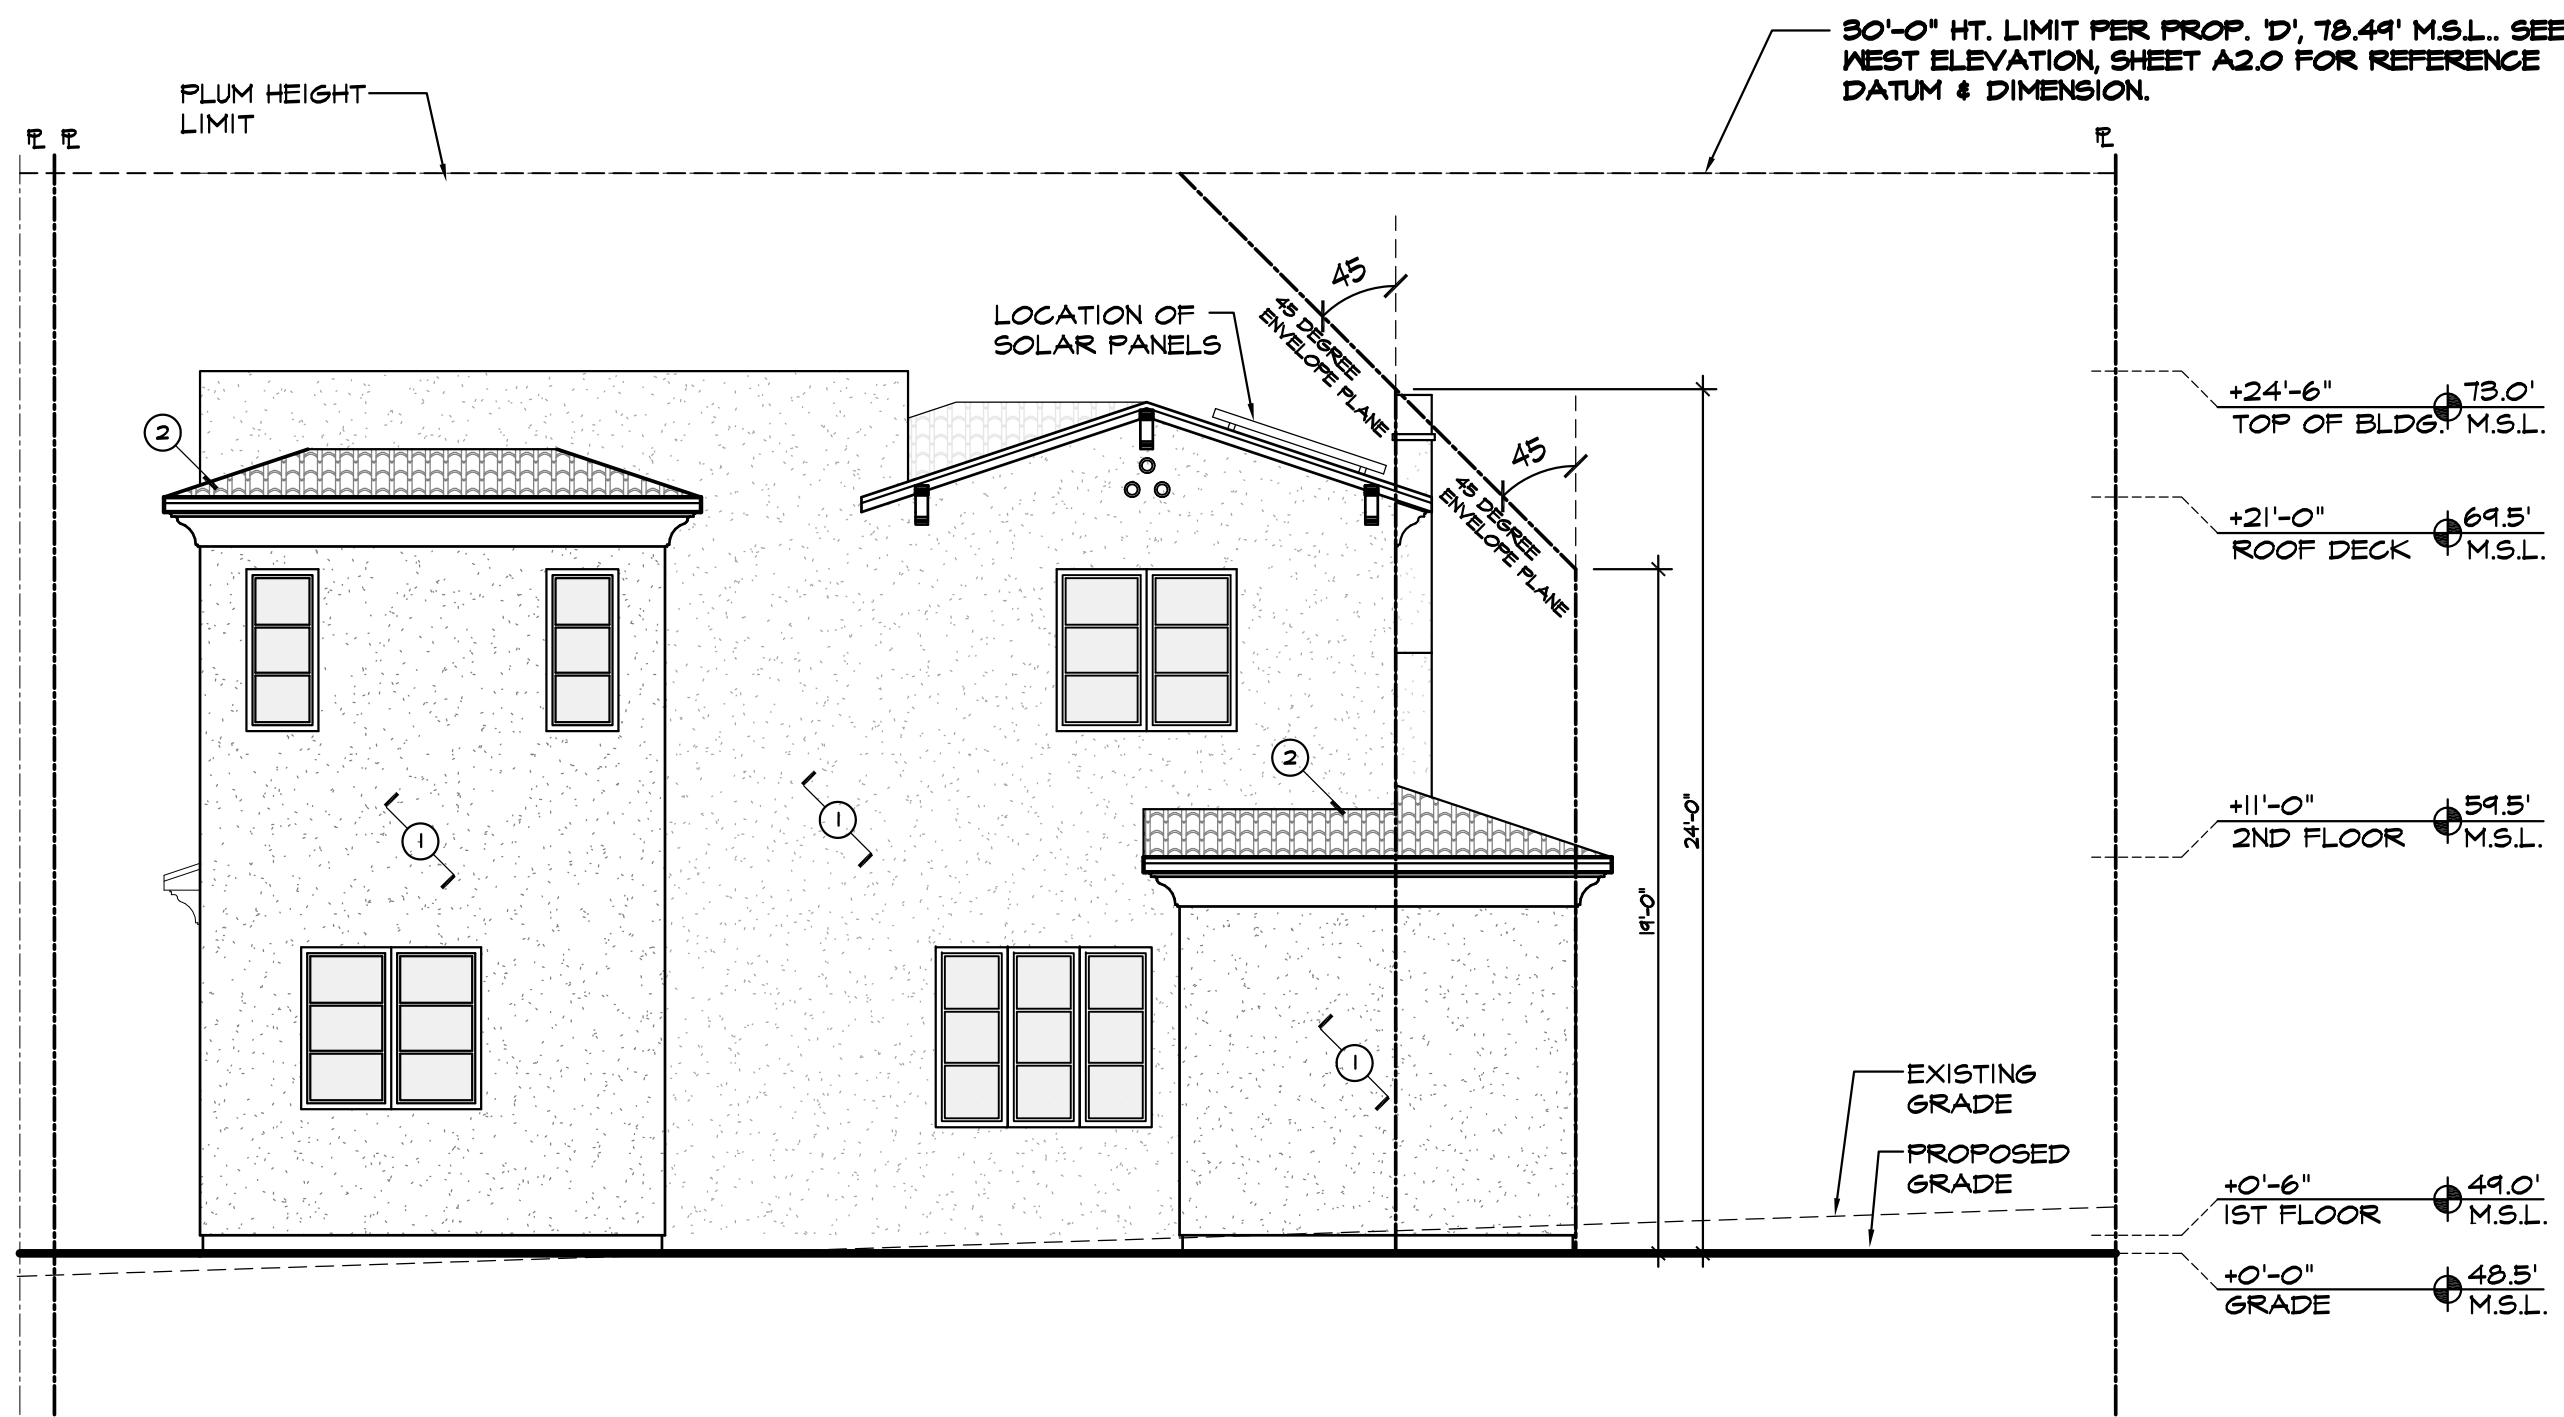 30'-0" HT. LIMIT PER PROP. 'D', 78.49' M.S.L.. SEE
WEST ELEVATION, SHEET A2.0 FOR REFERENCE
DATUM & DIMENSION.
PLUM HEIGHT
LIMIT
PL PL
PL
45
45 DEGREE
ENVELOPE PLANE
LOCATION OF
SOLAR PANELS
+24'-6" 73.0'
TOP OF BLDG. M.S.L.
2
45
45 DEGREE
ENVELOPE PLANE
+21'-0" 69.5'
ROOF DECK M.S.L.
2
+11'-0" 59.5'
2ND FLOOR M.S.L.
1
1
24'-0"
19'-0"
1
EXISTING
GRADE
PROPOSED
GRADE
+0'-6" 49.0'
1ST FLOOR M.S.L.
+0'-0" 48.5'
GRADE M.S.L.